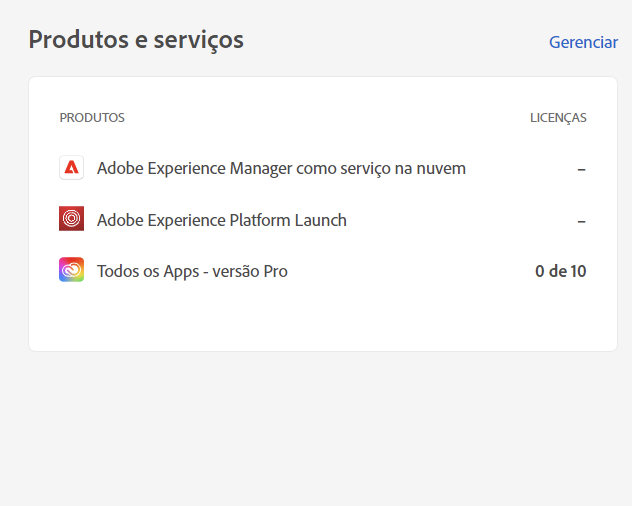 Produtos e serviços
Gerenciar
PRODUTOS
LICENÇAS
Adobe Experience Manager como serviço na nuvem
–
Adobe Experience Platform Launch
–
Todos os Apps - versão Pro
0 de 10